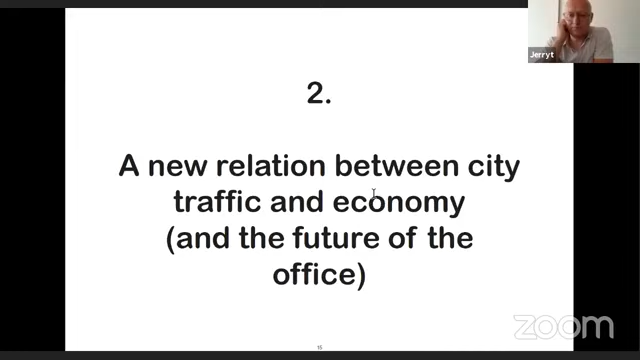 Jerryt
2.
A new relation between city
traffic and economy
(and the future of the
office)
zoom
15